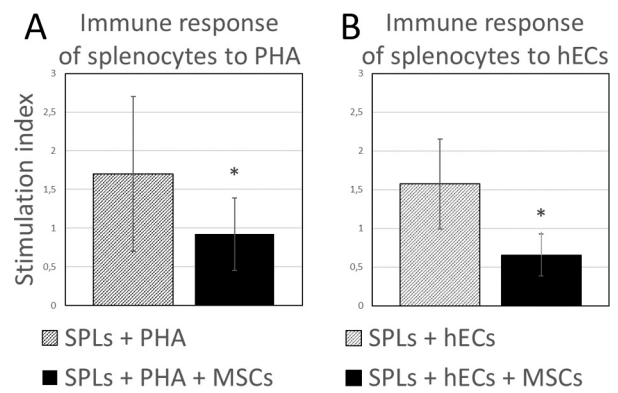 A
Immune response
of splenocytes to PHA
Stimulation index
3
2,5
2
1,5
1
0,5
0
*
SPLs + PHA
SPLs + PHA + MSCs
B
Immune response
of splenocytes to hECs
3
2,5
2
1,5
1
0,5
0
*
SPLs + hECs
SPLs + hECs + MSCs